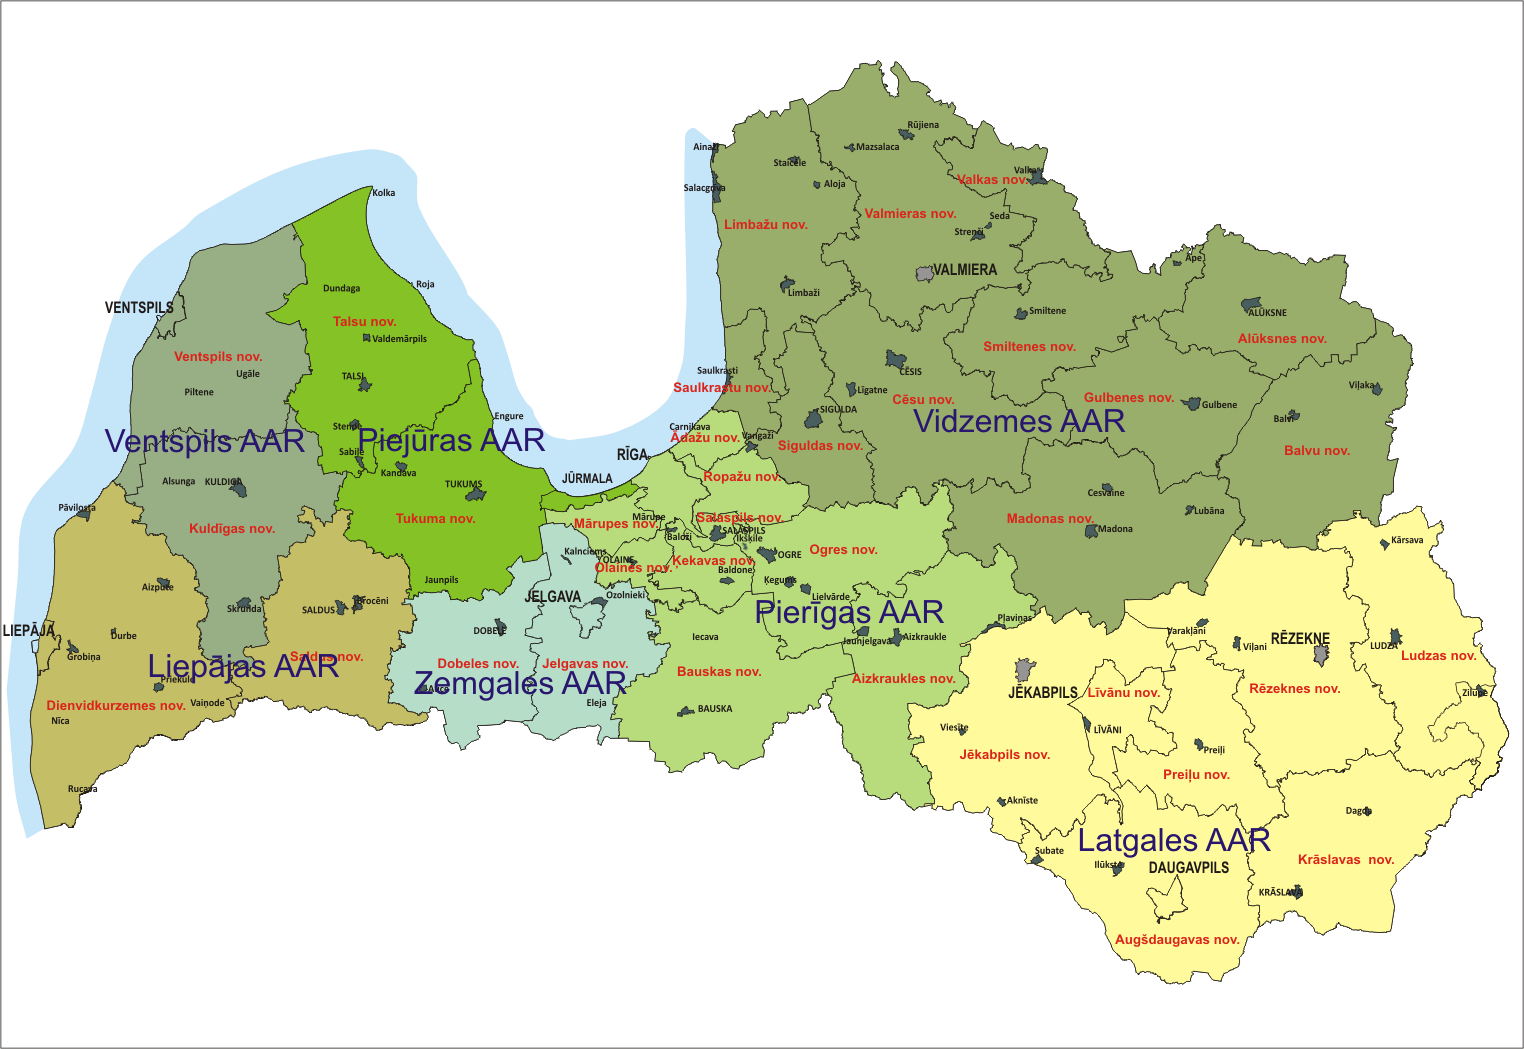 Rūjiena
Mazsalaca
Ainaži
Staicele
Valka
Valkas nov.
Salacgrīva
Aloja
Kolka
Limbažu nov.
Valmieras nov.
Seda
Strenči
Ape
VALMIERA
Dundaga
Roja
Limbaži
VENTSPILS
Talsu nov.
Smiltene
ALŪKSNE
Valdemārpils
Smiltenes nov.
Alūksnes nov.
Ventspils nov.
Ugāle
TALSI
Saulkrasti
CĒSIS
Piltene
Saulkrastu nov.
Līgatne
Cēsu nov.
Gulbenes nov.
Viļaka
Gulbene
Engure
SIGULDA
Vidzemes AAR
Balvi
Stende
Carnikava
Ādažu nov.
Vangaži
Siguldas nov.
Ventspils AAR
Piejūras AAR
Sabile
RĪGA
Balvu nov.
Kandava
Alsunga
KULDIGA
TUKUMS
JŪRMALA
Ropažu nov.
Cesvaine
Pāvilosta
Kuldīgas nov.
Tukuma nov.
Mārupes nov.
Mārupe
Salaspils nov.
Madonas nov.
Lubāna
Baloži
SALASPILS
Ikšķile
Madona
Kārsava
Kalnciems
OLAINE
Olaines nov.
Ķekavas nov.
OGRE
Ogres nov.
Aizpute
Jaunpils
Baldone
Ķegums
Skrunda
SALDUS
Brocēni
JELGAVA
Ozolnieki
Lielvārde
Pierīgas AAR
LIEPĀJA
Durbe
DOBELE
Iecava
Jaunjelgava
Aizkraukle
Pļaviņas
Varakļāni
RĒZEKNE
Viļani
LUDZA
Grobiņa
Liepājas AAR
Saldus nov.
Dobeles nov.
Jelgavas nov.
Bauskas nov.
Aizkraukles nov.
Ludzas nov.
Priekule
Zemgales AAR
Auce
JĒKABPILS
Līvānu nov.
Rēzeknes nov.
Zilupe
Dienvidkurzemes nov.
Vaiņode
Eleja
BAUSKA
Nīca
Viesīte
LĪVĀNI
Jēkabpils nov.
Preiļi
Preiļu nov.
Rucava
Aknīste
Dagda
Latgales AAR
Subate
Ilūkste
DAUGAVPILS
Krāslavas nov.
KRĀSLAVA
Augšdaugavas nov.